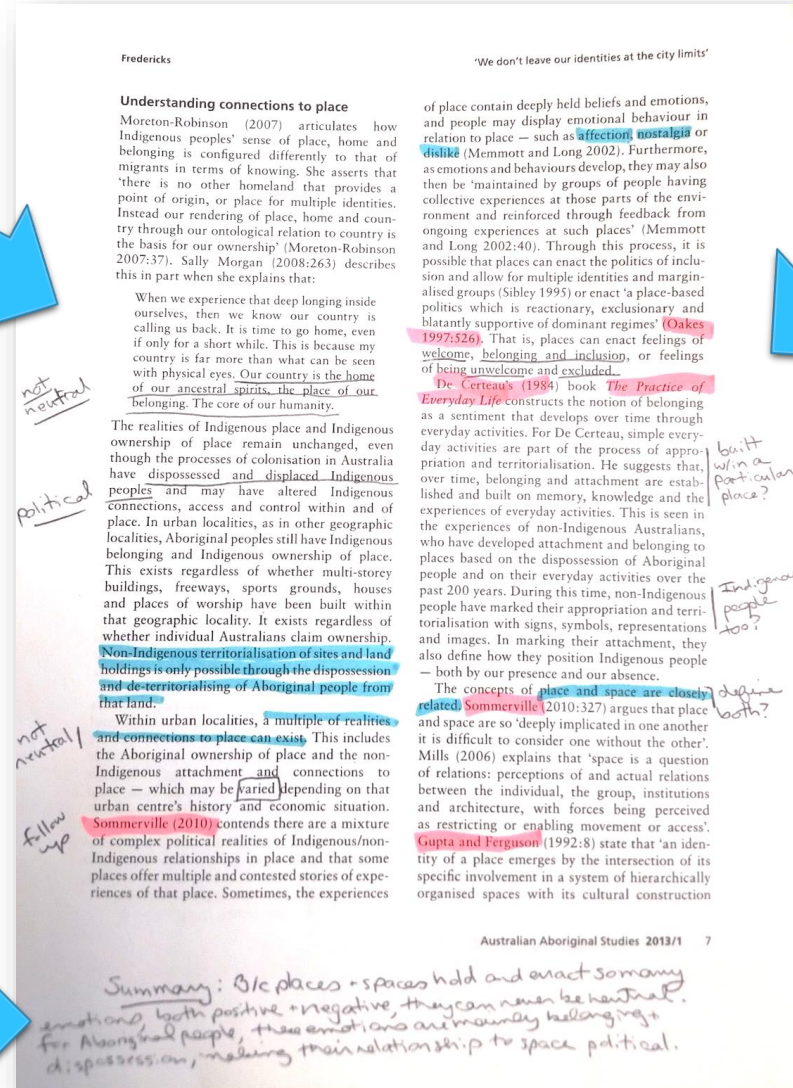 Fredericks
'We don't leave our identities at the city limits'
Understanding connections to place
Moreton-Robinson (2007) articulates how
Indigenous peoples' sense of place, home and
belonging is configured differently to that of
migrants in terms of knowing. She asserts that
'there is no other homeland that provides a
point of origin, or place for multiple identities.
Instead our rendering of place, home and coun-
try through our ontological relation to country is
the basis for our ownership' (Moreton-Robinson
2007:37). Sally Morgan (2008:263) describes
this in part when she explains that:
When we experience that deep longing inside
ourselves, then we know our country is
calling us back. It is time to go home, even
if only for a short while. This is because my
country is far more than what can be seen
with physical eyes. Our country is the home
of our ancestral spirits, the place of our
belonging. The core of our humanity.
not
neutral
The realities of Indigenous place and Indigenous
ownership of place remain unchanged, even
though the processes of colonisation in Australia
have dispossessed and displaced Indigenous
peoples and may have altered Indigenous
connections, access and control within and of
place. In urban localities, as in other geographic
localities, Aboriginal peoples still have Indigenous
belonging and Indigenous ownership of place.
This exists regardless of whether multi-storey
buildings, freeways, sports grounds, houses
and places of worship have been built within
that geographic locality. It exists regardless of
whether individual Australians claim ownership.
Non-Indigenous territorialisation of sites and land
holdings is only possible through the dispossession
and de-territorialising of Aboriginal people from
that land.
political
Within urban localities, a multiple of realities
and connections to place can exist. This includes
the Aboriginal ownership of place and the non-
Indigenous attachment and connections to
place — which may be varied depending on that
urban centre's history and economic situation.
Sommerville (2010) contends there are a mixture
of complex political realities of Indigenous/non-
Indigenous relationships in place and that some
places offer multiple and contested stories of expe-
riences of that place. Sometimes, the experiences
not
neutral
follow
up
of place contain deeply held beliefs and emotions,
and people may display emotional behaviour in
relation to place — such as affection, nostalgia or
dislike (Memmott and Long 2002). Furthermore,
as emotions and behaviours develop, they may also
then be 'maintained by groups of people having
collective experiences at those parts of the envi-
ronment and reinforced through feedback from
ongoing experiences at such places' (Memmott
and Long 2002:40). Through this process, it is
possible that places can enact the politics of inclu-
sion and allow for multiple identities and margin-
alised groups (Sibley 1995) or enact 'a place-based
politics which is reactionary, exclusionary and
blatantly supportive of dominant regimes' (Oakes
1997:526). That is, places can enact feelings of
welcome, belonging and inclusion, or feelings
of being unwelcome and excluded.
De Certeau's (1984) book The Practice of
Everyday Life constructs the notion of belonging
as a sentiment that develops over time through
everyday activities. For De Certeau, simple every-
day activities are part of the process of appro-
priation and territorialisation. He suggests that,
over time, belonging and attachment are estab-
lished and built on memory, knowledge and the
experiences of everyday activities. This is seen in
the experiences of non-Indigenous Australians,
who have developed attachment and belonging to
places based on the dispossession of Aboriginal
people and on their everyday activities over the
past 200 years. During this time, non-Indigenous
people have marked their appropriation and terri-
torialisation with signs, symbols, representations
and images. In marking their attachment, they
also define how they position Indigenous people
— both by our presence and our absence.
built
w/in a
particular
place?
Indigenous
people
too?
The concepts of place and space are closely
related. Sommerville (2010:327) argues that place
and space are so 'deeply implicated in one another
it is difficult to consider one without the other'.
Mills (2006) explains that 'space is a question
of relations: perceptions of and actual relations
between the individual, the group, institutions
and architecture, with forces being perceived
as restricting or enabling movement or access'.
Gupta and Ferguson (1992:8) state that 'an iden-
tity of a place emerges by the intersection of its
specific involvement in a system of hierarchically
organised spaces with its cultural construction
define
both?
Australian Aboriginal Studies 2013/1 7
Summary: B/c places + spaces hold and enact so many
emotions, both positive + negative, they can never be neutral.
for Aboriginal people, these emotions are mainly belonging +
dispossession, making their relationship to space political.